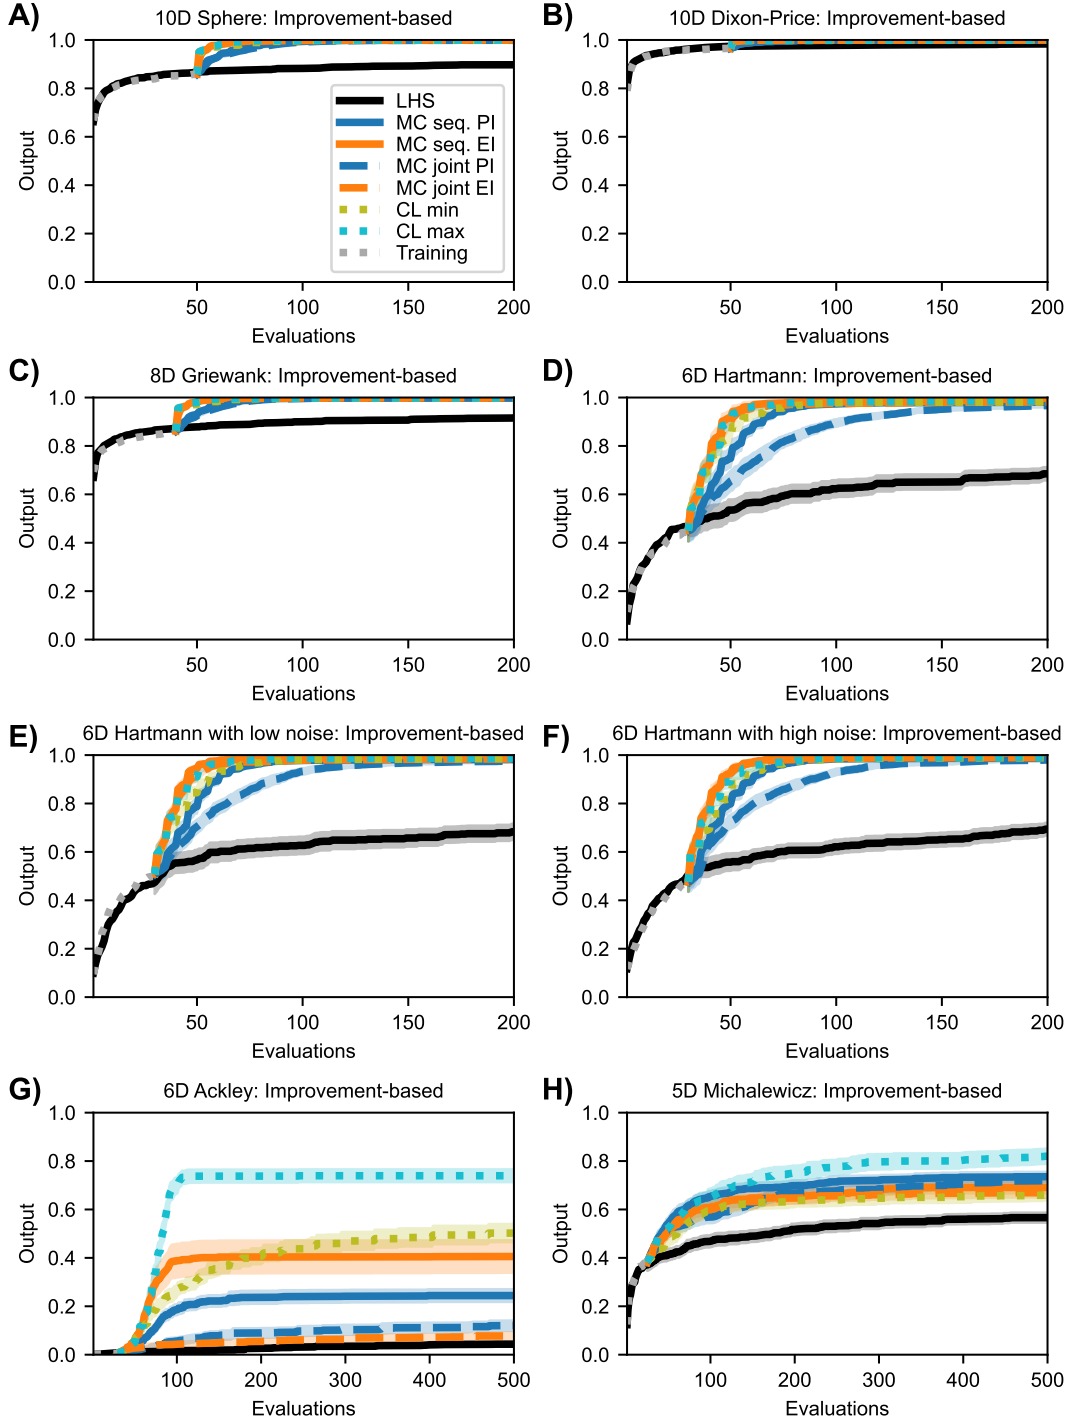 A)
10D Sphere: Improvement-based
1.0
0.8
0.6
0.4
0.2
0.0
Output
LHS
MC seq. PI
MC seq. EI
MC joint PI
MC joint EI
CL min
CL max
Training
50 100 150 200
Evaluations
B)
10D Dixon-Price: Improvement-based
1.0
0.8
0.6
0.4
0.2
0.0
Output
50 100 150 200
Evaluations
C)
8D Griewank: Improvement-based
1.0
0.8
0.6
0.4
0.2
0.0
Output
50 100 150 200
Evaluations
D)
6D Hartmann: Improvement-based
1.0
0.8
0.6
0.4
0.2
0.0
Output
50 100 150 200
Evaluations
E)
6D Hartmann with low noise: Improvement-based
1.0
0.8
0.6
0.4
0.2
0.0
Output
50 100 150 200
Evaluations
F)
6D Hartmann with high noise: Improvement-based
1.0
0.8
0.6
0.4
0.2
0.0
Output
50 100 150 200
Evaluations
G)
6D Ackley: Improvement-based
1.0
0.8
0.6
0.4
0.2
0.0
Output
100 200 300 400 500
Evaluations
H)
5D Michalewicz: Improvement-based
1.0
0.8
0.6
0.4
0.2
0.0
Output
100 200 300 400 500
Evaluations